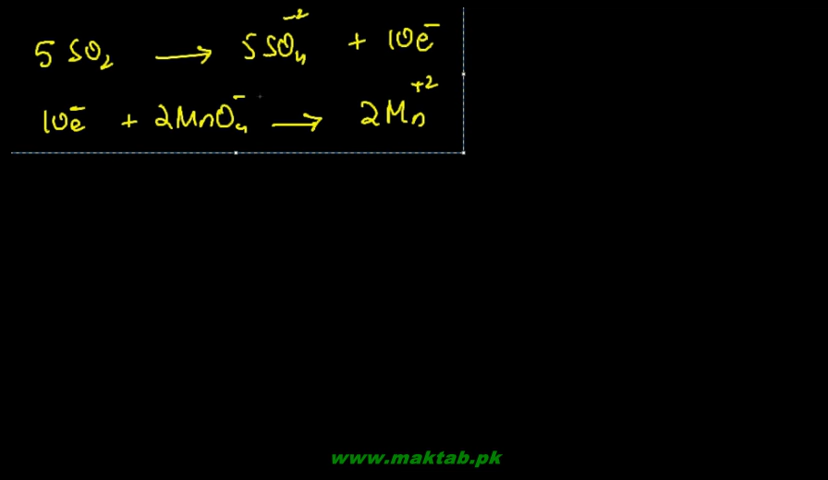 5 SO₂ → 5 SO₄⁻² + 10e⁻
10e⁻ + 2MnO₄⁻ → 2Mn⁺²
www.maktab.pk